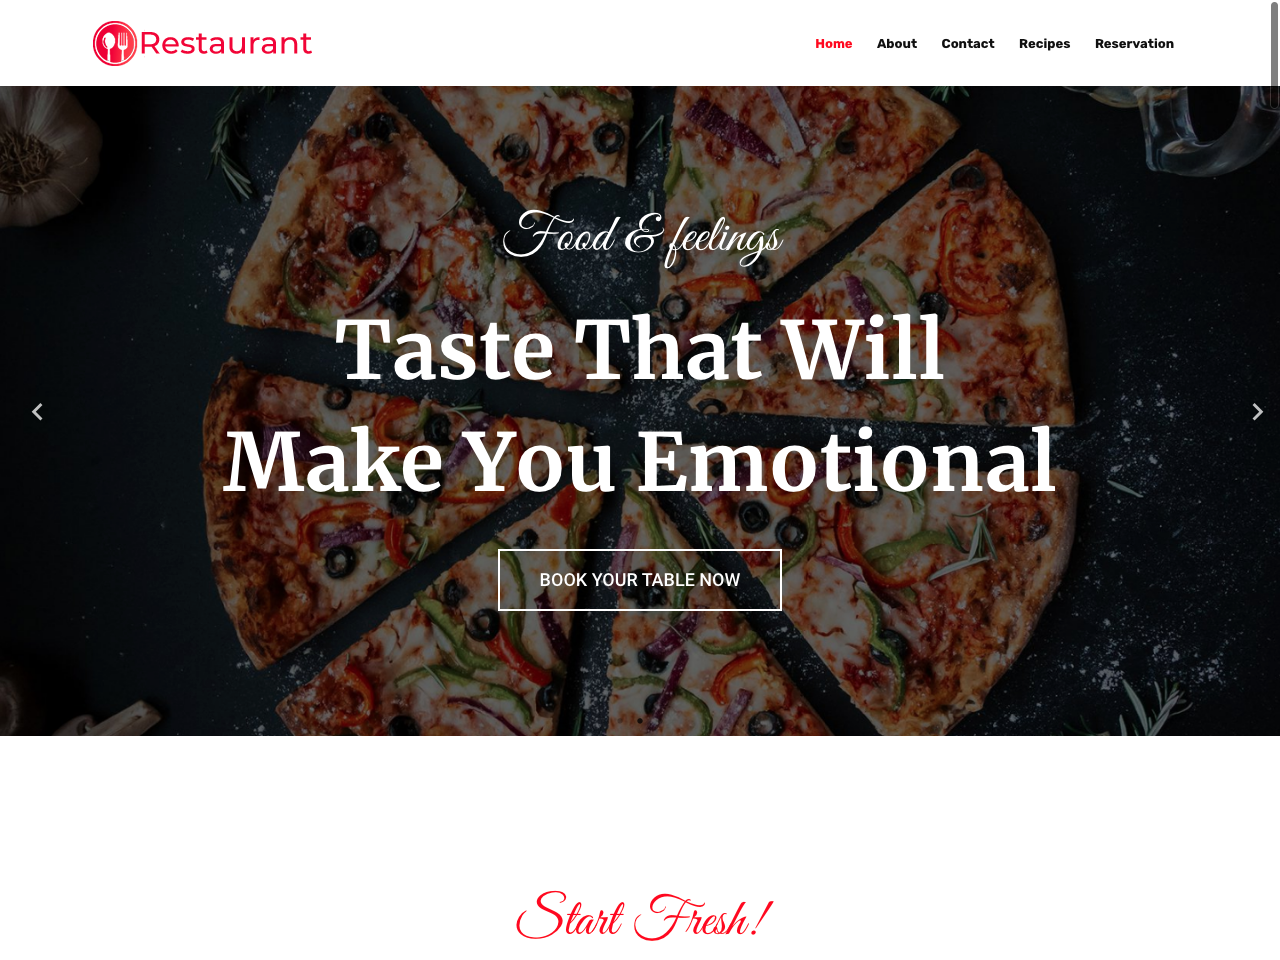 Restaurant
Home About Contact Recipes Reservation
Food & feelings
Taste That Will
Make You Emotional
BOOK YOUR TABLE NOW
Start Fresh!